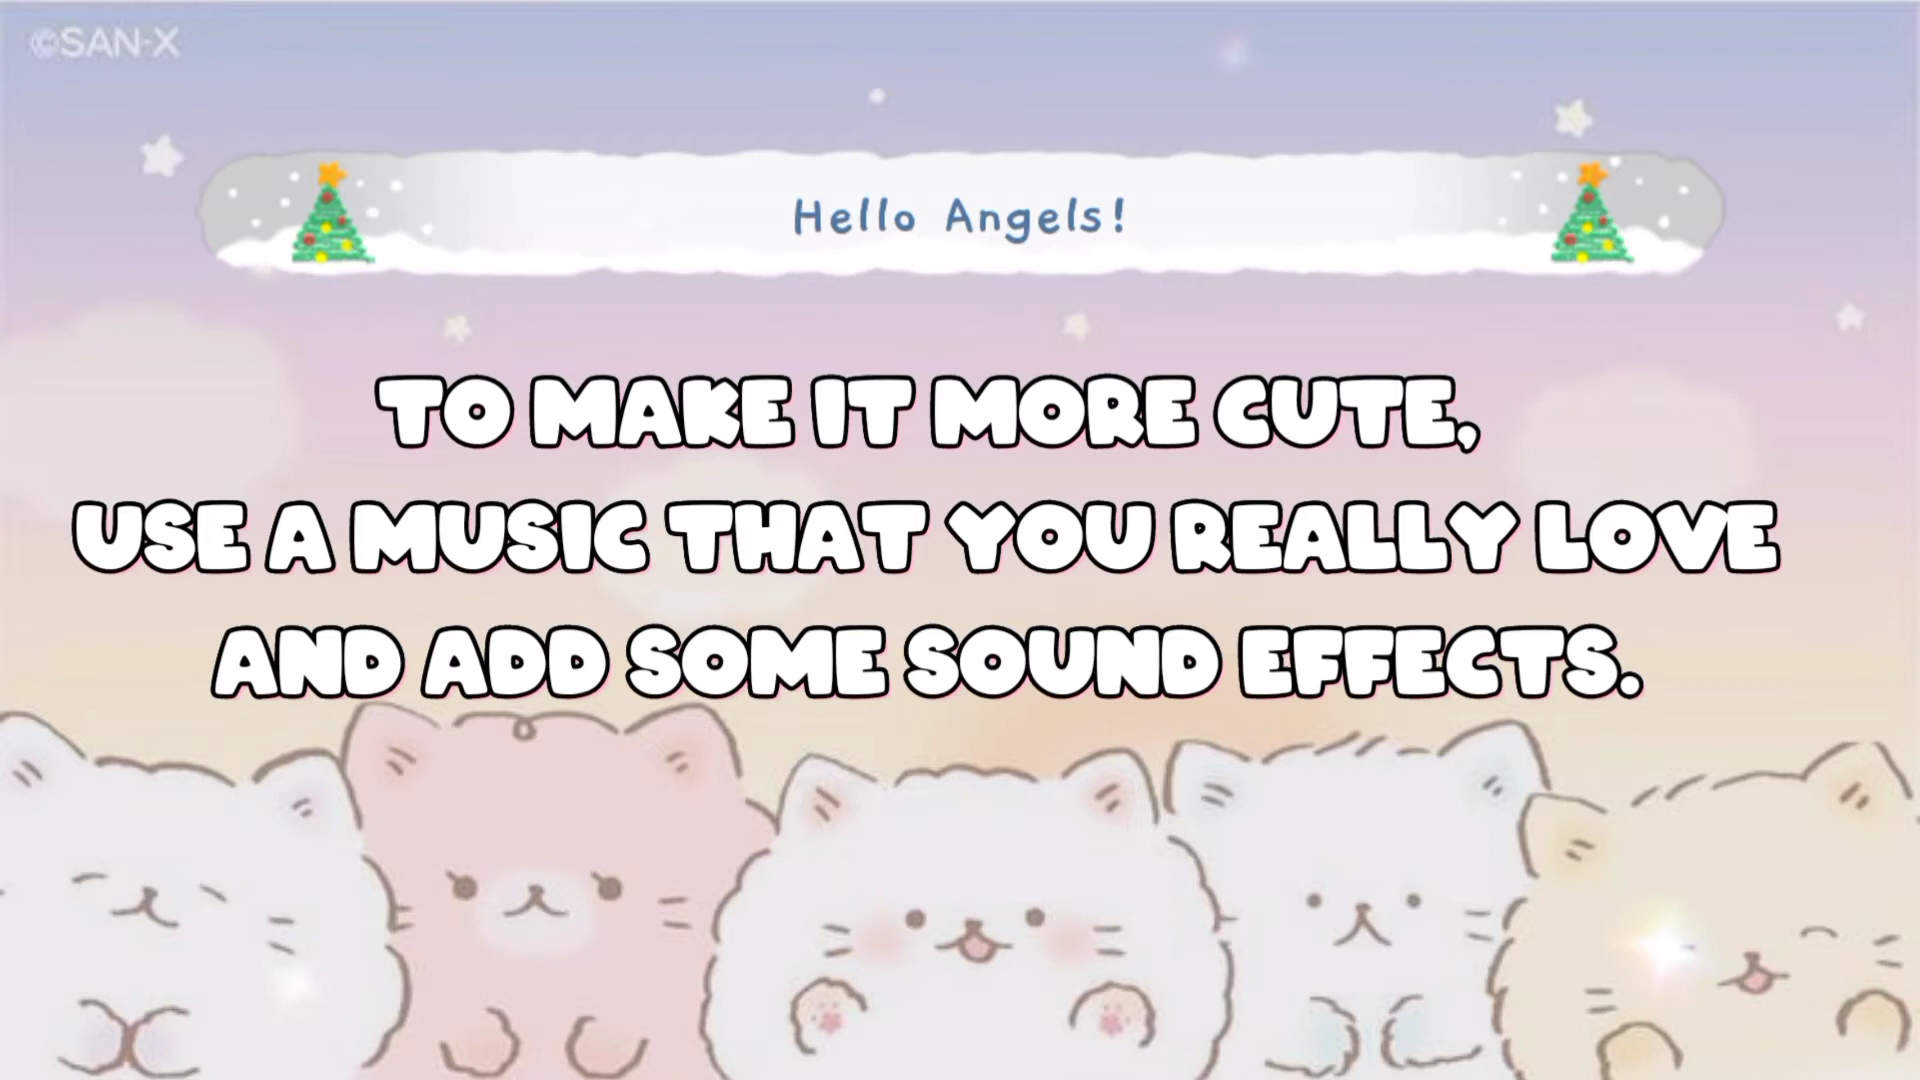 ©SAN-X
Hello Angels!
TO MAKE IT MORE CUTE,
USE A MUSIC THAT YOU REALLY LOVE
AND ADD SOME SOUND EFFECTS.